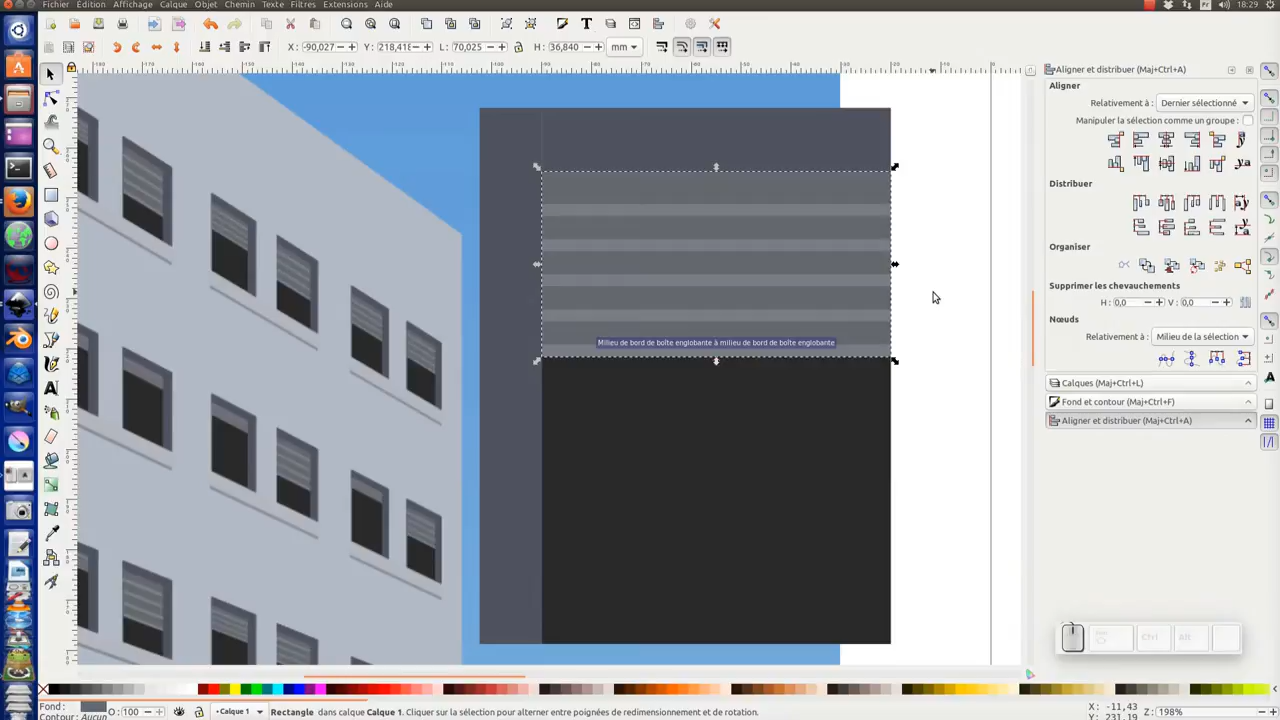 Fichier Édition Affichage Calque Objet Chemin Texte Filtres Extensions Aide
18:29
X: -90,027 Y: 218,41 L: 70,025 H: 36,840 mm
Aligner et distribuer (Maj+Ctrl+A)
Aligner
Relativement à : Dernier sélectionné
Manipuler la sélection comme un groupe :
Distribuer
Organiser
Supprimer les chevauchements
H: 0,0 V: 0,0
Nœuds
Relativement à : Milieu de la sélection
Calques (Maj+Ctrl+L)
Fond et contour (Maj+Ctrl+F)
Aligner et distribuer (Maj+Ctrl+A)
Milieu de bord de boîte englobante à milieu de bord de boîte englobante
Ctrl Alt
Fond :
Contour : Aucun
O: 100
Calque 1
Rectangle dans calque Calque 1. Cliquer sur la sélection pour alterner entre poignées de redimensionnement et de rotation.
X: -11,43
Y: 231,19
Z: 198%